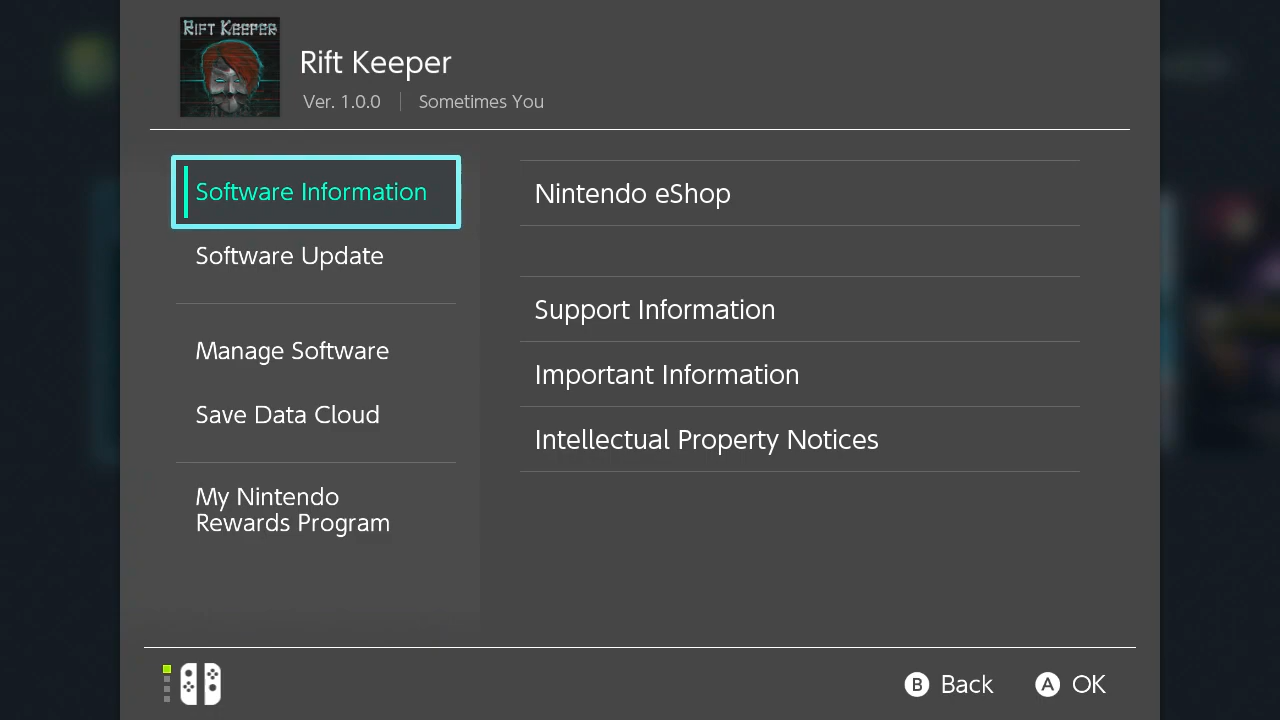 RIFT KEEPER
Rift Keeper
Ver. 1.0.0
Sometimes You
Software Information
Software Update
Manage Software
Save Data Cloud
My Nintendo
Rewards Program
Nintendo eShop
Support Information
Important Information
Intellectual Property Notices
B Back
A OK